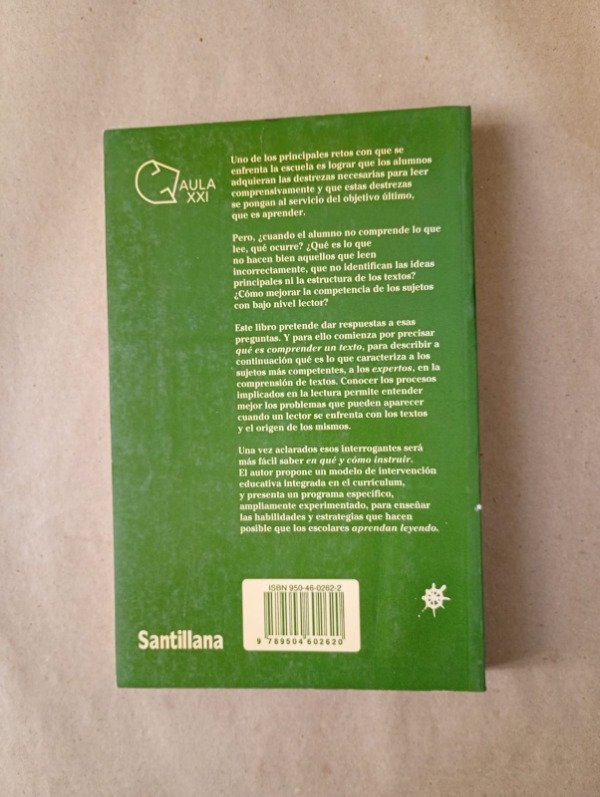 AULA
XXI
Uno de los principales retos con que se
enfrenta la escuela es lograr que los alumnos
adquieran las destrezas necesarias para leer
comprensivamente y que estas destrezas
se pongan al servicio del objetivo último,
que es aprender.
Pero, ¿cuando el alumno no comprende lo que
lee, qué ocurre? ¿Qué es lo que
no hacen bien aquellos que leen
incorrectamente, que no identifican las ideas
principales ni la estructura de los textos?
¿Cómo mejorar la competencia de los sujetos
con bajo nivel lector?
Este libro pretende dar respuestas a esas
preguntas. Y para ello comienza por precisar
qué es comprender un texto, para describir a
continuación qué es lo que caracteriza a los
sujetos más competentes, a los expertos, en la
comprensión de textos. Conocer los procesos
implicados en la lectura permite entender
mejor los problemas que pueden aparecer
cuando un lector se enfrenta con los textos
y el origen de los mismos.
Una vez aclarados esos interrogantes será
más fácil saber en qué y cómo instruir.
El autor propone un modelo de intervención
educativa integrada en el currículum,
y presenta un programa específico,
ampliamente experimentado, para enseñar
las habilidades y estrategias que hacen
posible que los escolares aprendan leyendo.
ISBN 950-46-0262-2
9 789504 602620
Santillana